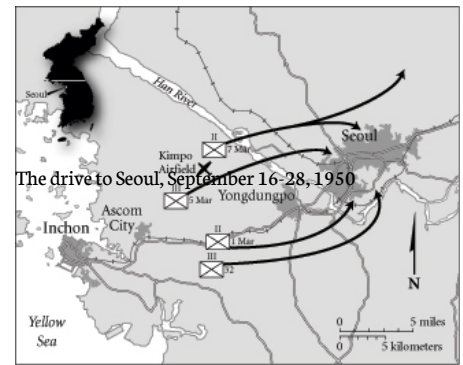 Seoul
Han River
II
7 Mar
Seoul
Kimpo
Airfield
The drive to Seoul, September 16-28, 1950
III
5 Mar
Yongdungpo
Ascom
City
Inchon
II
1 Mar
III
32
N
Yellow
Sea
0 5 miles
0 5 kilometers